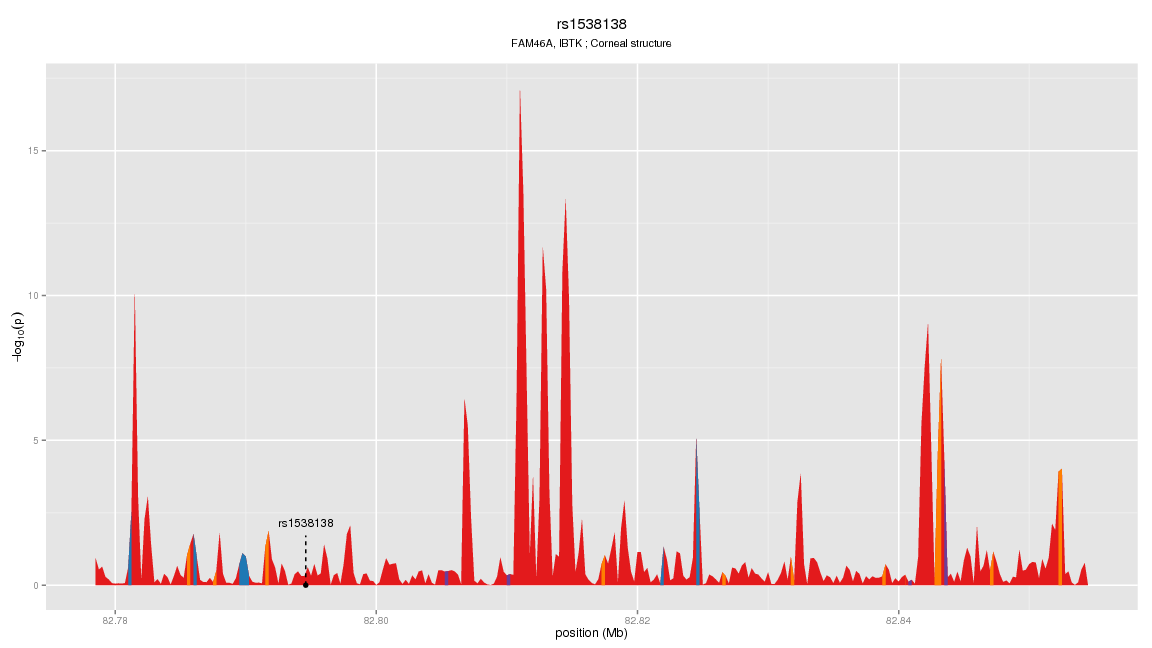 rs1538138
FAM46A, IBTK ; Corneal structure
15
10
5
0
−log10(p)
rs1538138
82.78
82.80
82.82
82.84
position (Mb)